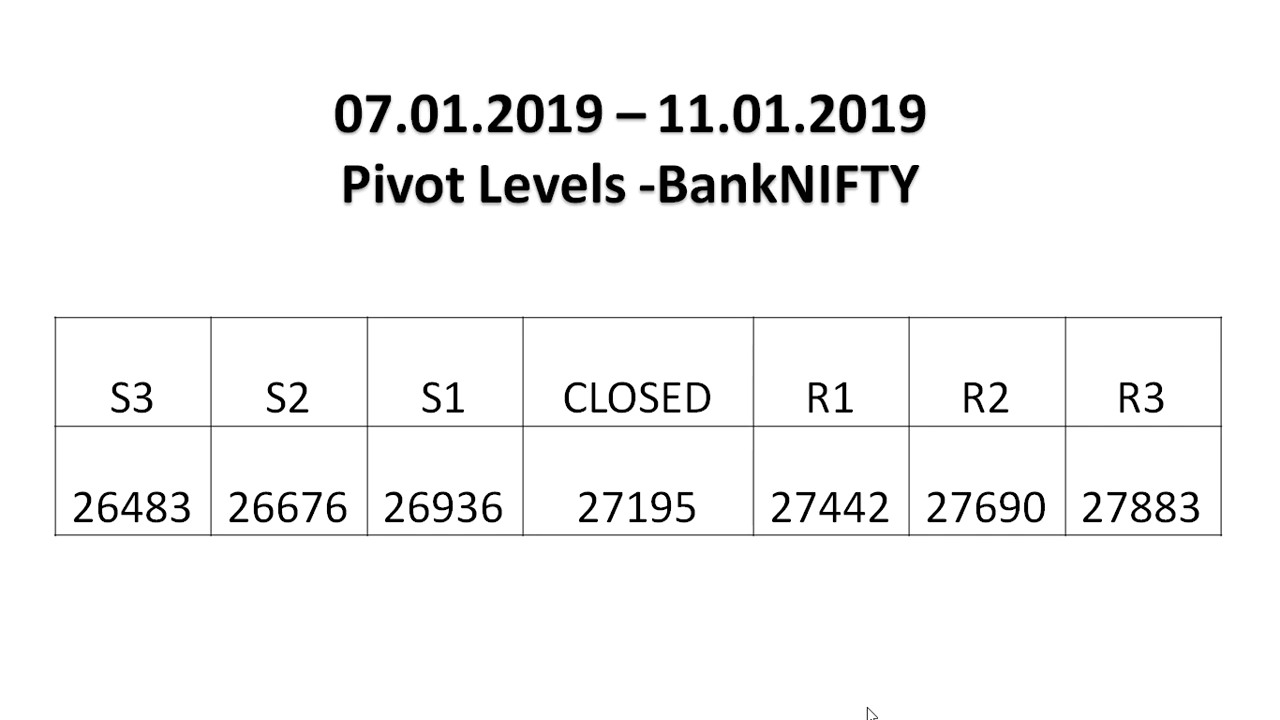 07.01.2019 – 11.01.2019
Pivot Levels -BankNIFTY
S3 S2 S1 CLOSED R1 R2 R3
26483 26676 26936 27195 27442 27690 27883